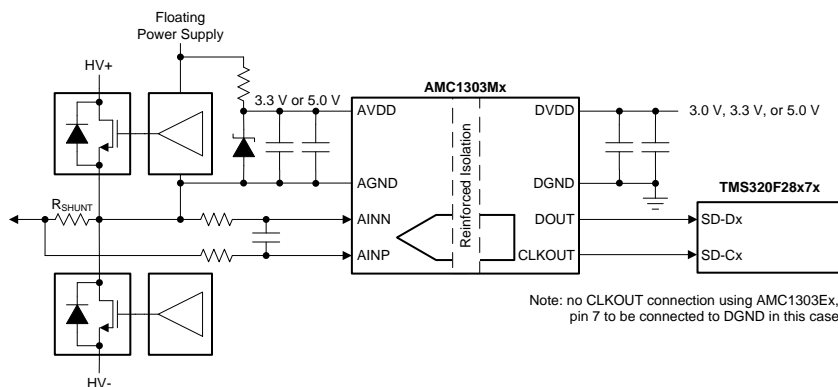 Floating
Power Supply
HV+
AMC1303Mx
3.3 V or 5.0 V
AVDD
DVDD
3.0 V, 3.3 V, or 5.0 V
Reinforced Isolation
AGND
DGND
TMS320F28x7x
RSHUNT
AINN
DOUT
SD-Dx
AINP
CLKOUT
SD-Cx
Note: no CLKOUT connection using AMC1303Ex,
pin 7 to be connected to DGND in this case
HV-